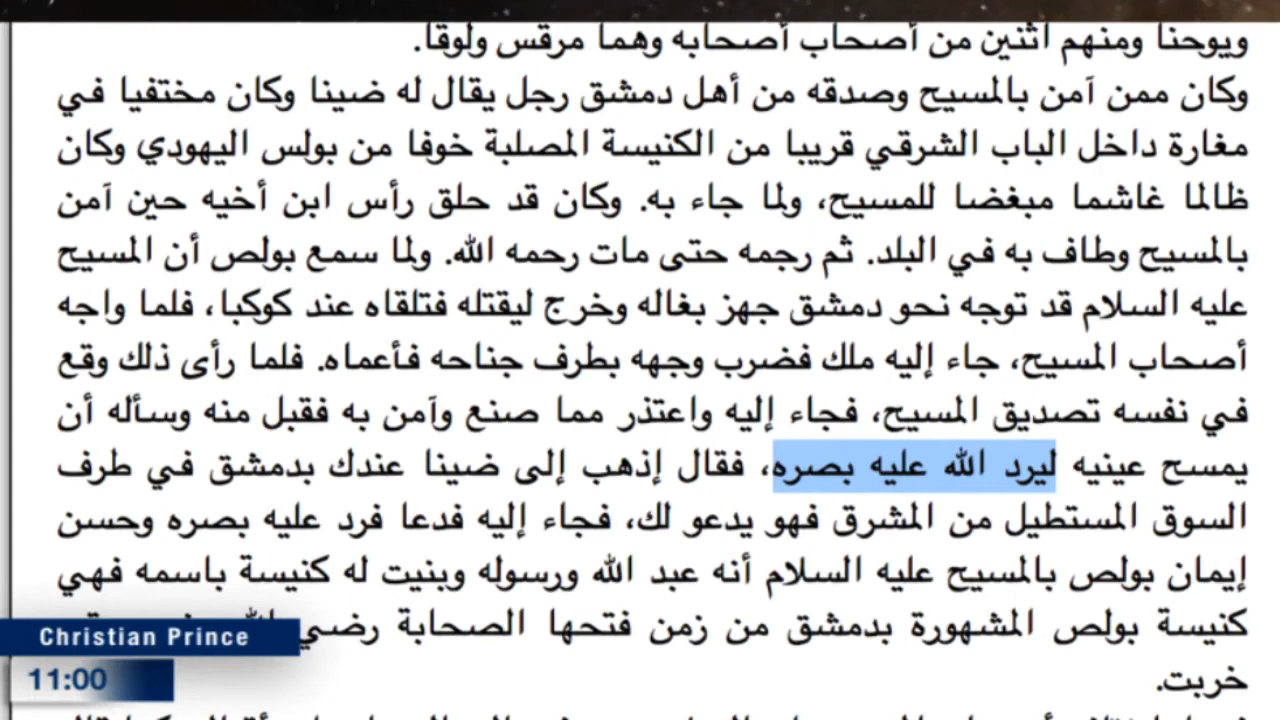 ويوحنا ومنهم اثنين من أصحاب أصحابه وهما مرقس ولوقا.
وكان ممن آمن بالمسيح وصدقه من أهل دمشق رجل يقال له ضينا وكان مختفيا في
مغارة داخل الباب الشرقي قريبا من الكنيسة المصلبة خوفا من بولس اليهودي وكان
ظالما غاشما مبغضا للمسيح، ولما جاء به. وكان قد حلق رأس ابن أخيه حين آمن
بالمسيح وطاف به في البلد. ثم رجمه حتى مات رحمه الله. ولما سمع بولص أن المسيح
عليه السلام قد توجه نحو دمشق جهز بغاله وخرج ليقتله فتلقاه عند كوكبا، فلما واجه
أصحاب المسيح، جاء إليه ملك فضرب وجهه بطرف جناحه فأعماه. فلما رأى ذلك وقع
في نفسه تصديق المسيح، فجاء إليه واعتذر مما صنع وآمن به فقبل منه وسأله أن
يمسح عينيه ليرد الله عليه بصره، فقال إذهب إلى ضينا عندك بدمشق في طرف
السوق المستطيل من المشرق فهو يدعو لك، فجاء إليه فدعا فرد عليه بصره وحسن
إيمان بولص بالمسيح عليه السلام أنه عبد الله ورسوله وبنيت له كنيسة باسمه فهي
كنيسة بولص المشهورة بدمشق من زمن فتحها الصحابة رضي
خربت.
Christian Prince
11:00